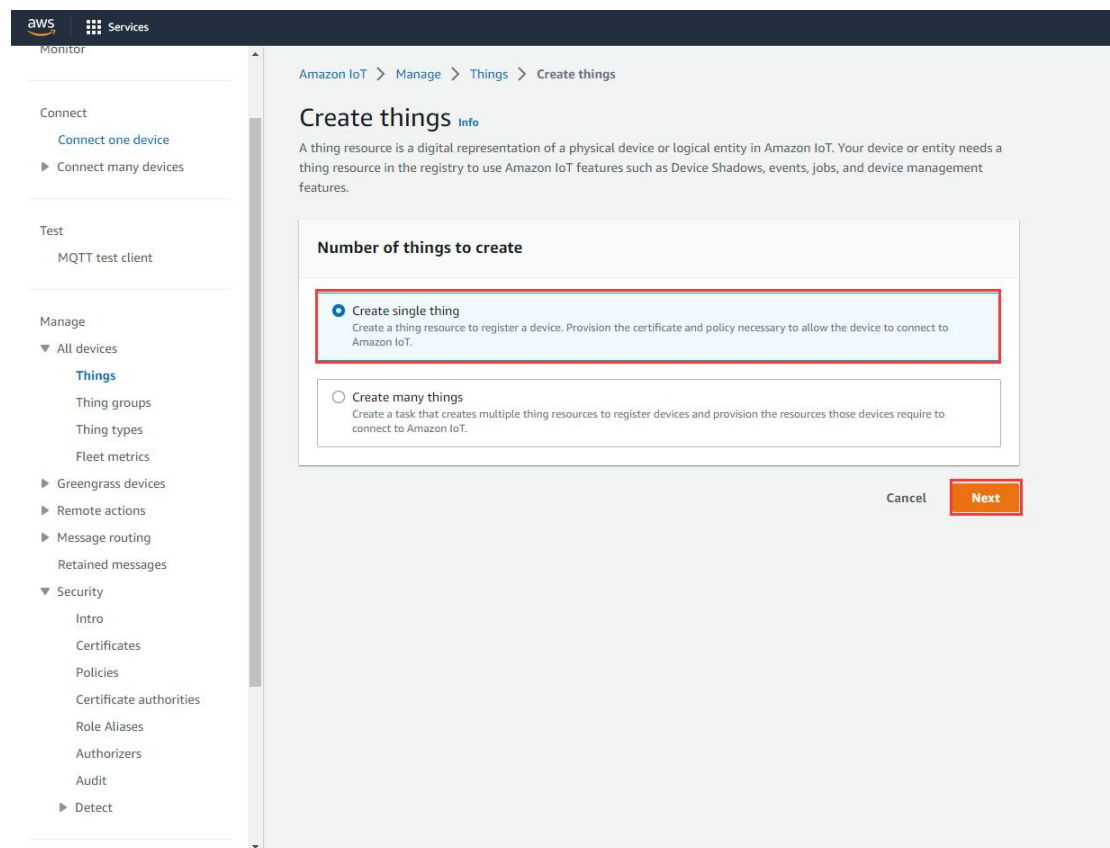 aws
Services
Monitor
Connect
Connect one device
Connect many devices
Test
MQTT test client
Manage
All devices
Things
Thing groups
Thing types
Fleet metrics
Greengrass devices
Remote actions
Message routing
Retained messages
Security
Intro
Certificates
Policies
Certificate authorities
Role Aliases
Authorizers
Audit
Detect
Amazon IoT > Manage > Things > Create things
Create things Info
A thing resource is a digital representation of a physical device or logical entity in Amazon IoT. Your device or entity needs a
thing resource in the registry to use Amazon IoT features such as Device Shadows, events, jobs, and device management
features.
Number of things to create
Create single thing
Create a thing resource to register a device. Provision the certificate and policy necessary to allow the device to connect to
Amazon IoT.
Create many things
Create a task that creates multiple thing resources to register devices and provision the resources those devices require to
connect to Amazon IoT.
Cancel
Next